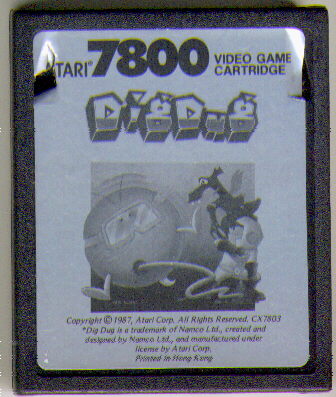 ATARI® 7800 VIDEO GAME
CARTRIDGE
Dig Dug
Copyright © 1987, Atari Corp. All Rights Reserved. CX7803
"Dig Dug is a trademark of Namco Ltd., created and
designed by Namco Ltd., and manufactured under
license by Atari Corp.
Printed in Hong Kong